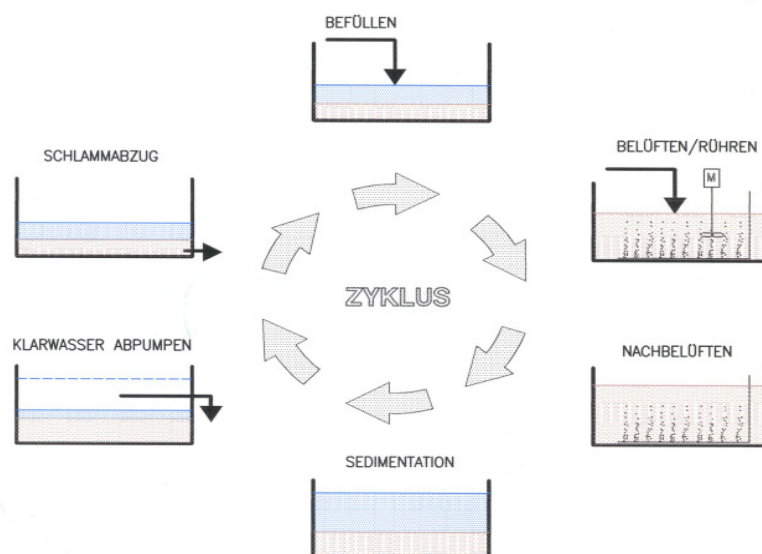 BEFÜLLEN
SCHLAMMABZUG
BELÜFTEN/RÜHREN
M
ZYKLUS
KLARWASSER ABPUMPEN
NACHBELÜFTEN
SEDIMENTATION